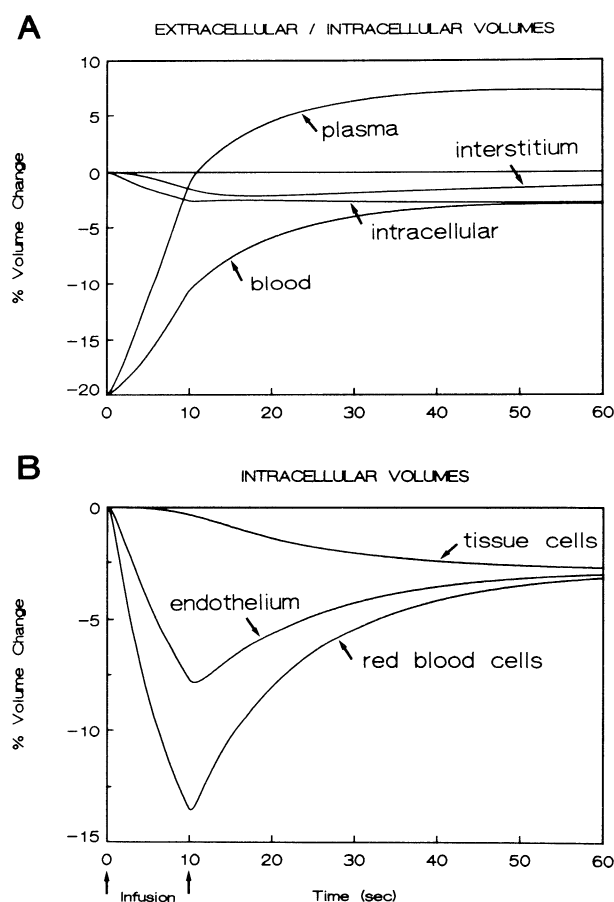 A
EXTRACELLULAR / INTRACELLULAR VOLUMES
% Volume Change
10
5
0
-5
-10
-15
-20
plasma
interstitium
intracellular
blood
0 10 20 30 40 50 60
B
INTRACELLULAR VOLUMES
% Volume Change
0
-5
-10
-15
tissue cells
endothelium
red blood cells
0 10 20 30 40 50 60
Infusion Time (sec)